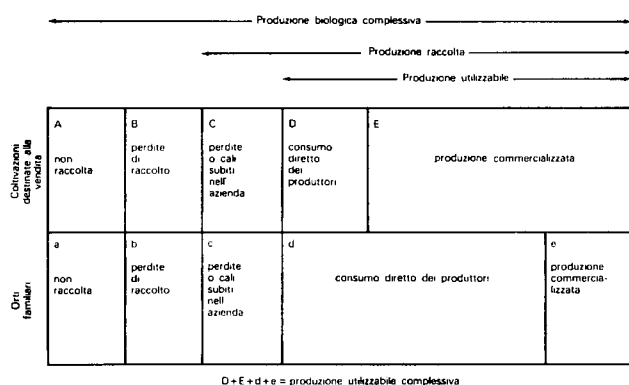 Produzione biologica complessiva
Produzione raccolta
Produzione utilizzabile
Coltivazioni
destinate alla
vendita
A
non
raccolta
B
perdite
di
raccolto
C
perdite
o cali
subiti
nell'
azienda
D
consumo
diretto
dei
produttori
E
produzione commercializzata
Orti
familiari
a
non
raccolta
b
perdite
di
raccolto
c
perdite
o cali
subiti
nell
azienda
d
consumo diretto dei produttori
e
produzione
commercia-
lizzata
D+E+d+e = produzione utilizzabile complessiva